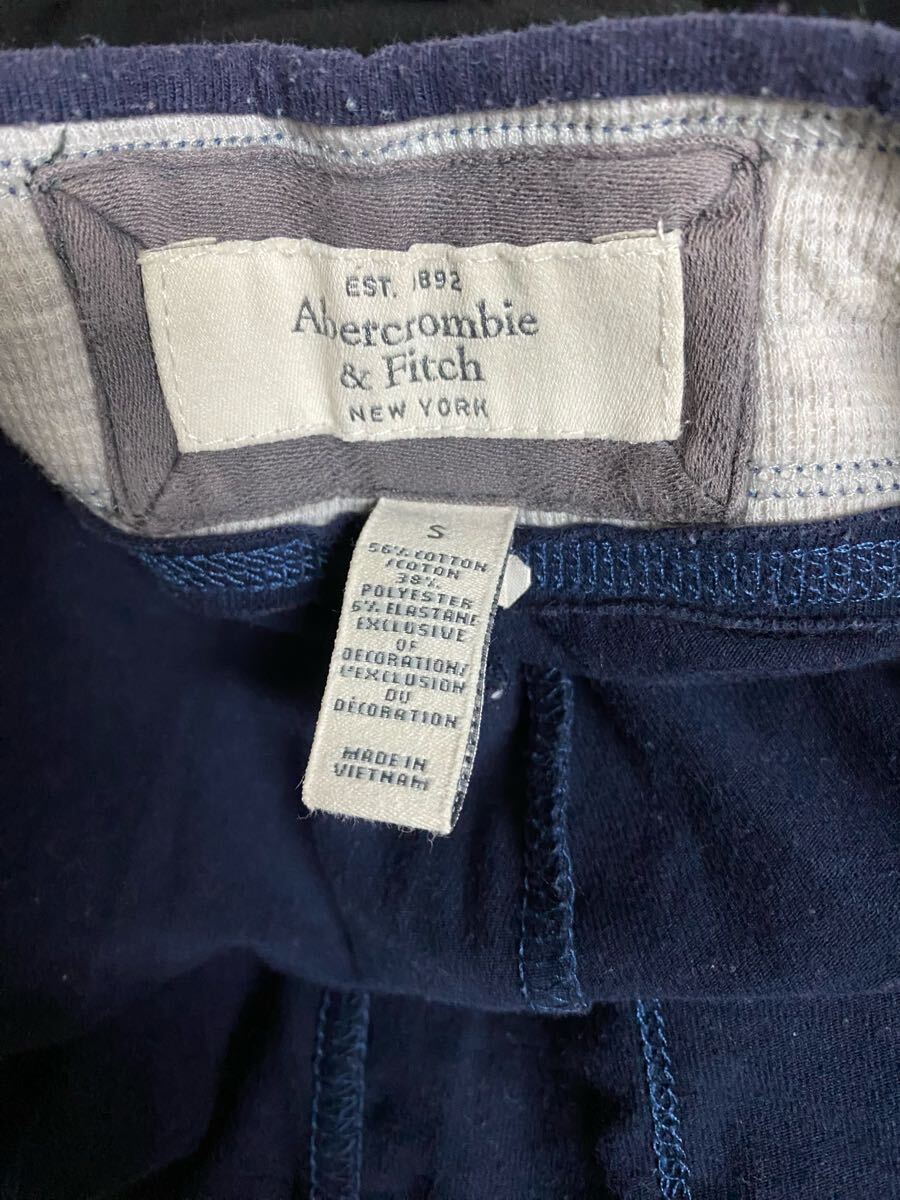 EST. 1892
Abercrombie
& Fitch
NEW YORK
S
56% COTTON
/COTON
38%
POLYESTER
6% ELASTANE
EXCLUSIVE
OF
DECORATION/
L'EXCLUSION
DU
DÉCORATION
MADE IN
VIETNAM